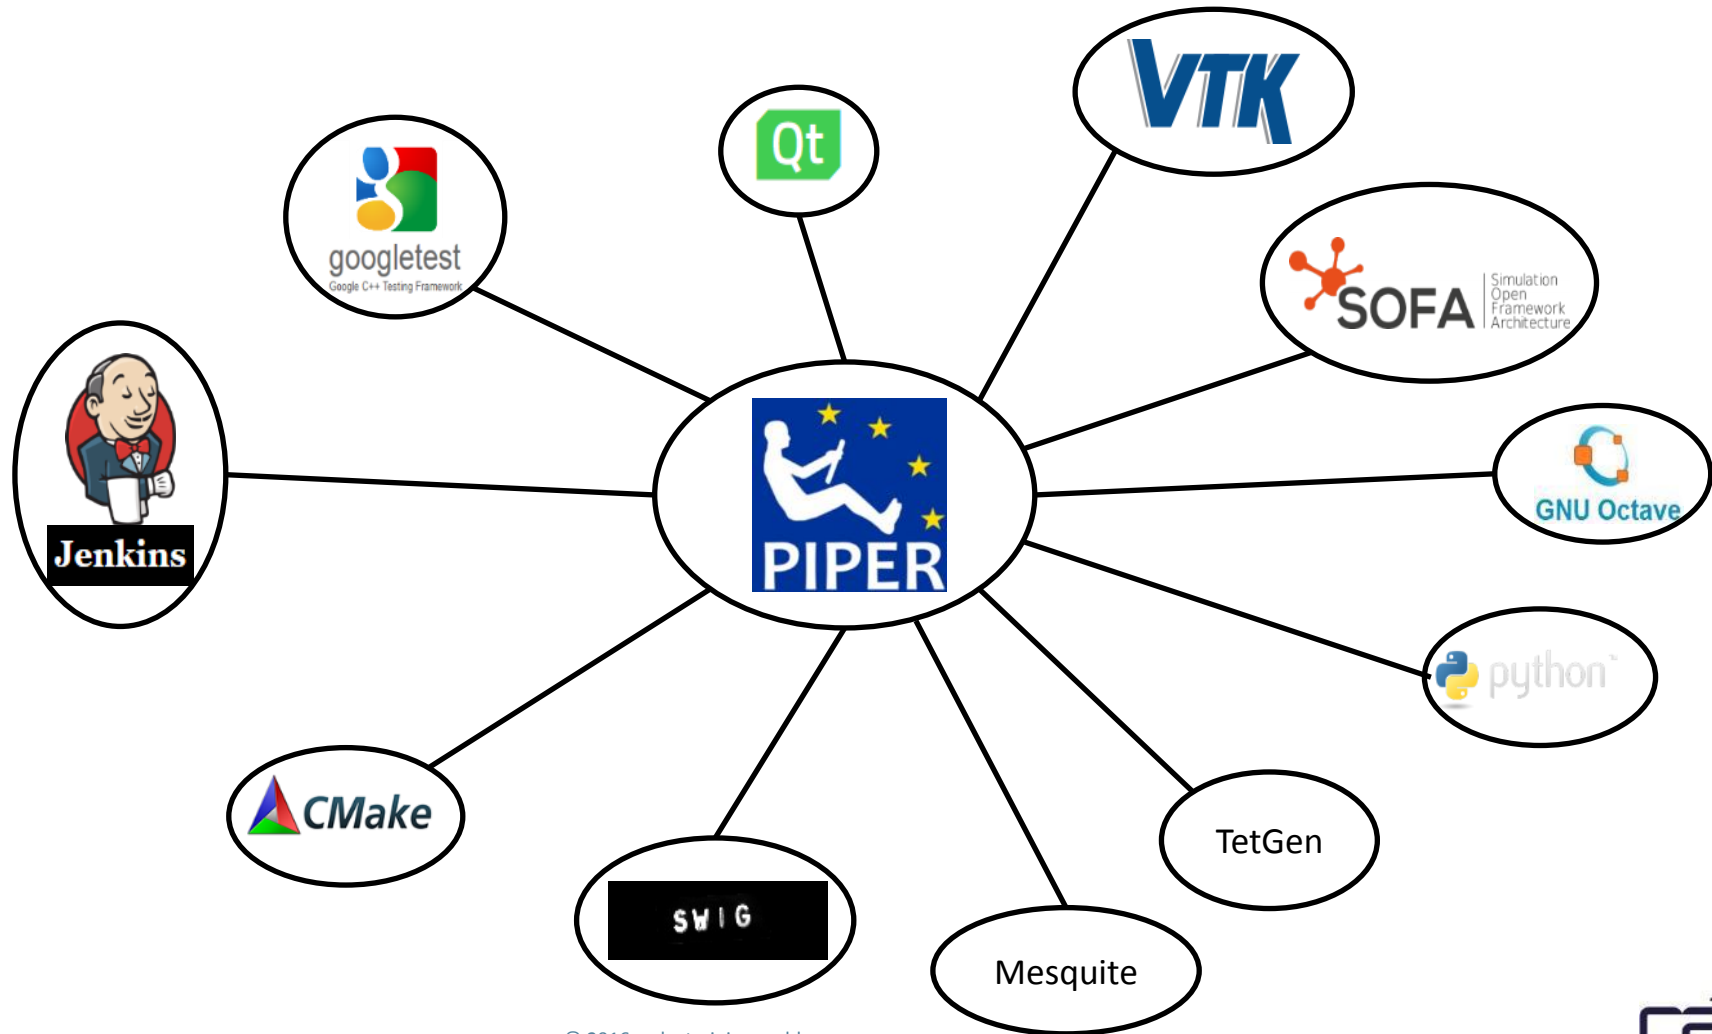 VTK
Qt
googletest
Google C++ Testing Framework
SOFA
Simulation
Open
Framework
Architecture
PIPER
GNU Octave
Jenkins
python
CMake
TetGen
SWIG
Mesquite